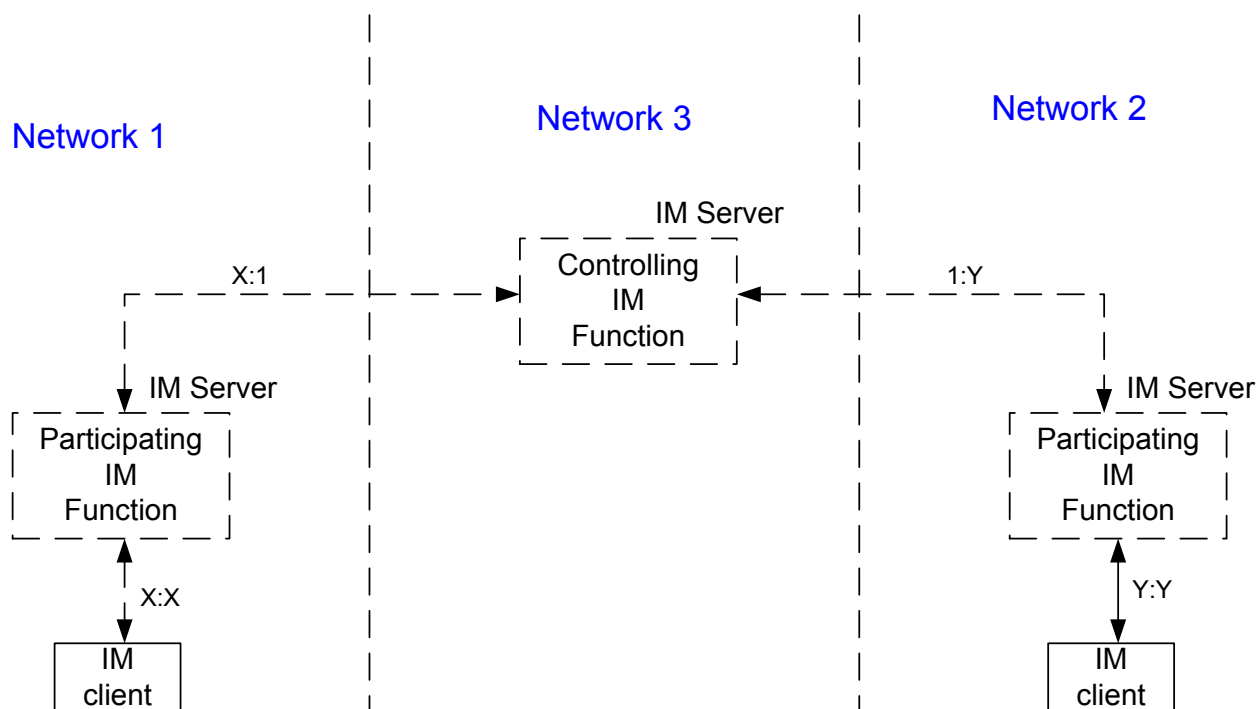 Network 1
Network 3
Network 2
IM Server
Controlling
IM
Function
X:1
1:Y
IM Server
Participating
IM
Function
IM Server
Participating
IM
Function
X:X
Y:Y
IM
client
IM
client